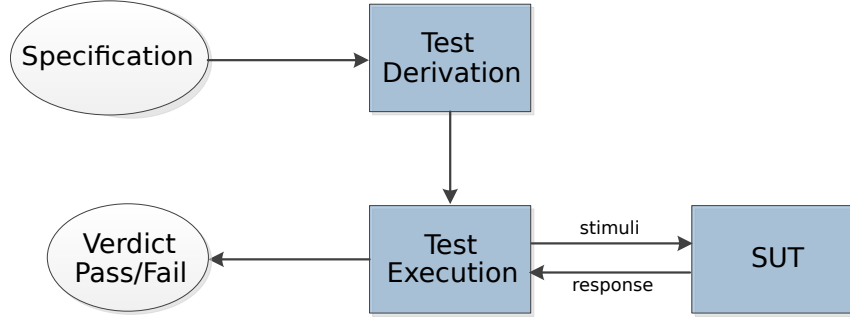 Specification
Test
Derivation
Verdict
Pass/Fail
Test
Execution
stimuli
response
SUT